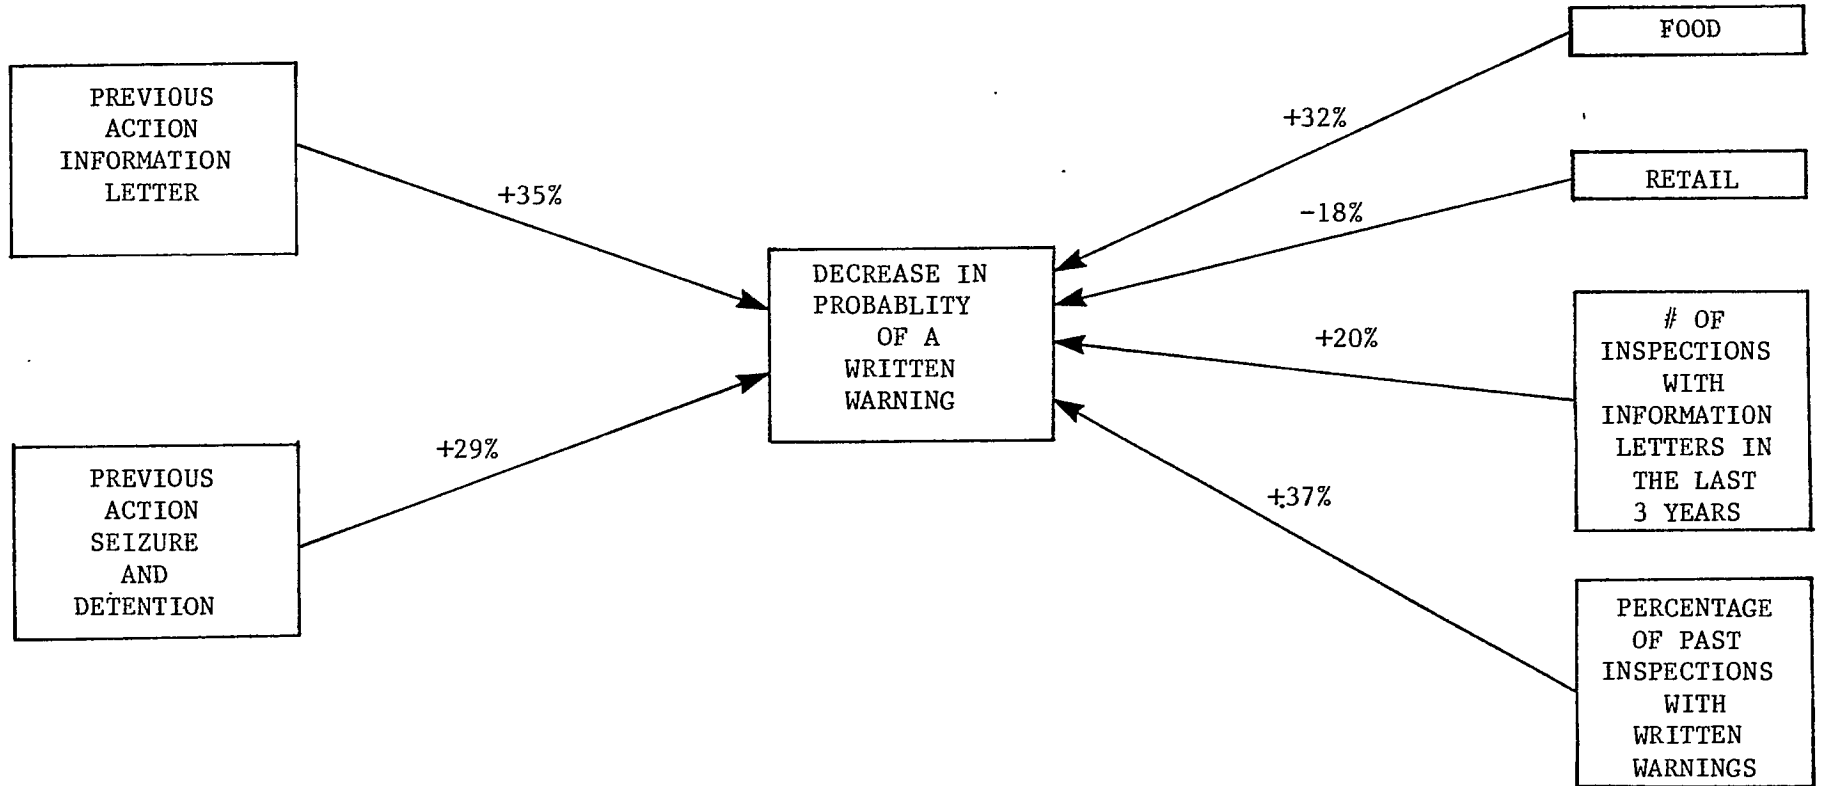 PREVIOUS
ACTION
INFORMATION
LETTER
+35%
PREVIOUS
ACTION
SEIZURE
AND
DETENTION
+29%
DECREASE IN
PROBABLITY
OF A
WRITTEN
WARNING
FOOD
+32%
RETAIL
-18%
# OF
INSPECTIONS
WITH
INFORMATION
LETTERS IN
THE LAST
3 YEARS
+20%
PERCENTAGE
OF PAST
INSPECTIONS
WITH
WRITTEN
WARNINGS
+37%